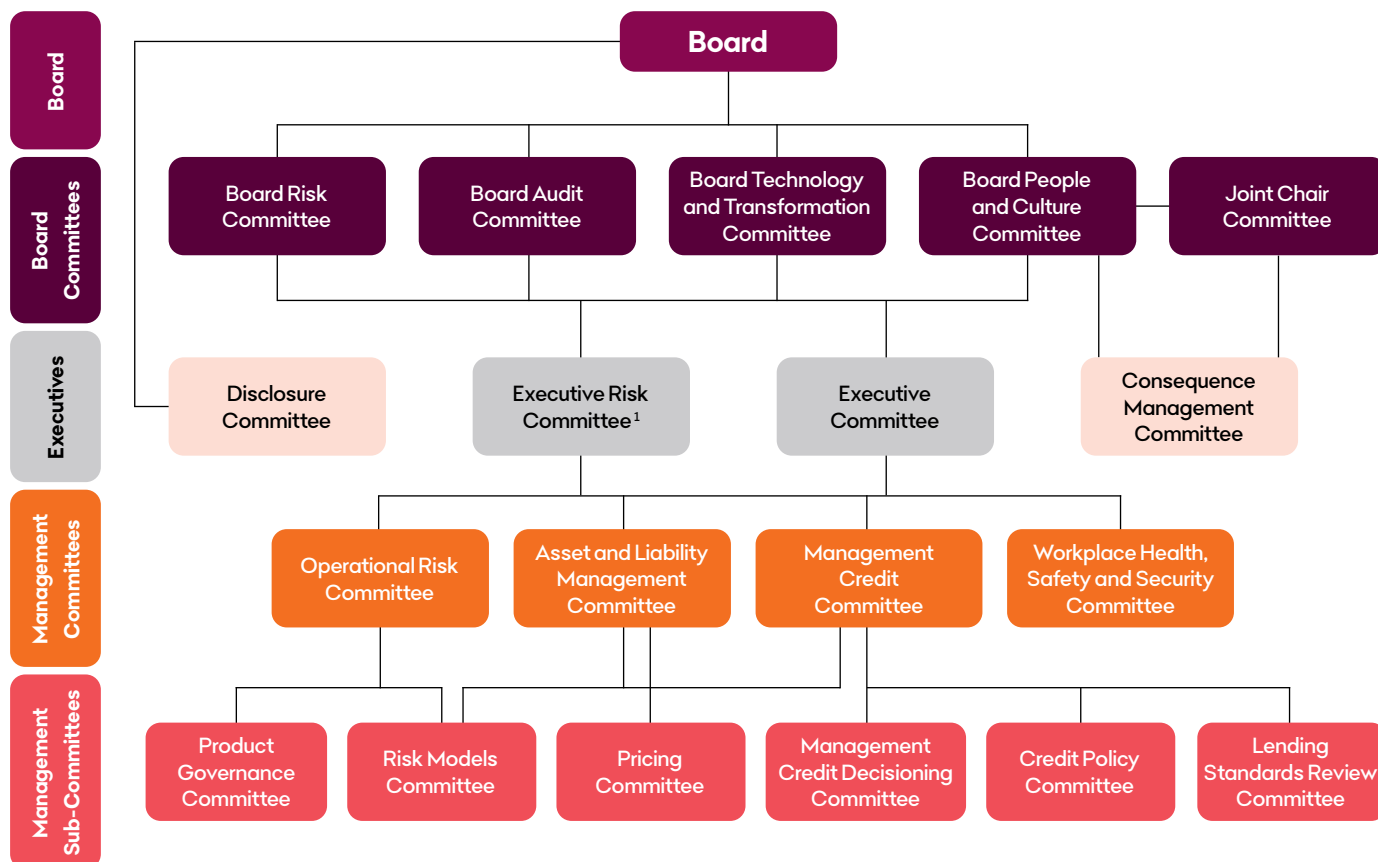 Board
Board
Board
Committees
Board Risk
Committee
Board Audit
Committee
Board Technology
and Transformation
Committee
Board People
and Culture
Committee
Joint Chair
Committee
Executives
Disclosure
Committee
Executive Risk
Committee¹
Executive
Committee
Consequence
Management
Committee
Management
Committees
Operational Risk
Committee
Asset and Liability
Management
Committee
Management
Credit
Committee
Workplace Health,
Safety and Security
Committee
Management
Sub-Committees
Product
Governance
Committee
Risk Models
Committee
Pricing
Committee
Management
Credit Decisioning
Committee
Credit Policy
Committee
Lending
Standards Review
Committee